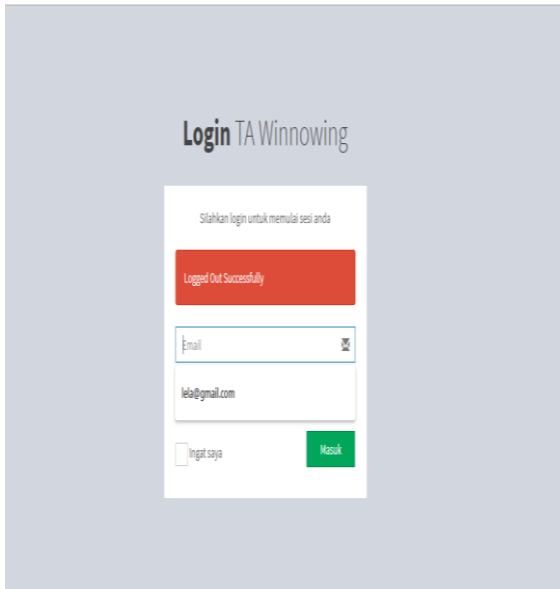 Login TA Winnowing
Silahkan login untuk memulai sesi anda
Logged Out Successfully
Email
lela@gmail.com
Ingat saya
Masuk